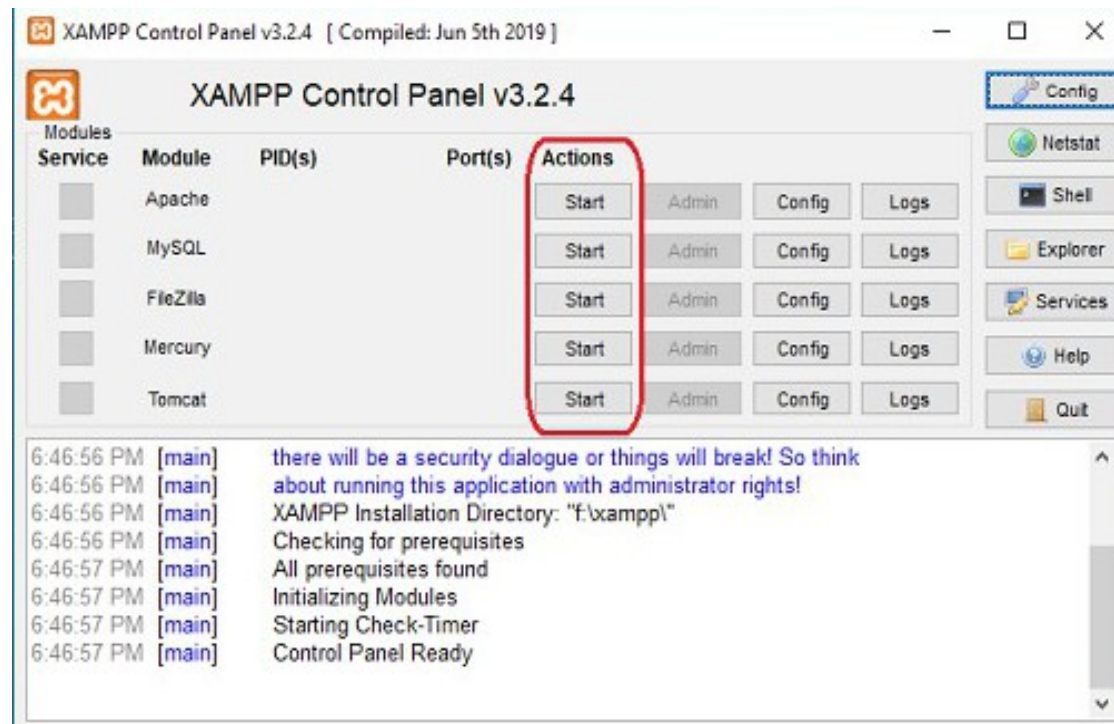 XAMPP Control Panel v3.2.4 [ Compiled: Jun 5th 2019 ]
XAMPP Control Panel v3.2.4
Config
Modules
Service Module PID(s) Port(s) Actions
Netstat
Apache Start Admin Config Logs
Shell
MySQL Start Admin Config Logs
Explorer
FileZilla Start Admin Config Logs
Services
Mercury Start Admin Config Logs
Help
Tomcat Start Admin Config Logs
Quit
6:46:56 PM [main] there will be a security dialogue or things will break! So think
6:46:56 PM [main] about running this application with administrator rights!
6:46:56 PM [main] XAMPP Installation Directory: "f:\xampp\"
6:46:56 PM [main] Checking for prerequisites
6:46:57 PM [main] All prerequisites found
6:46:57 PM [main] Initializing Modules
6:46:57 PM [main] Starting Check-Timer
6:46:57 PM [main] Control Panel Ready